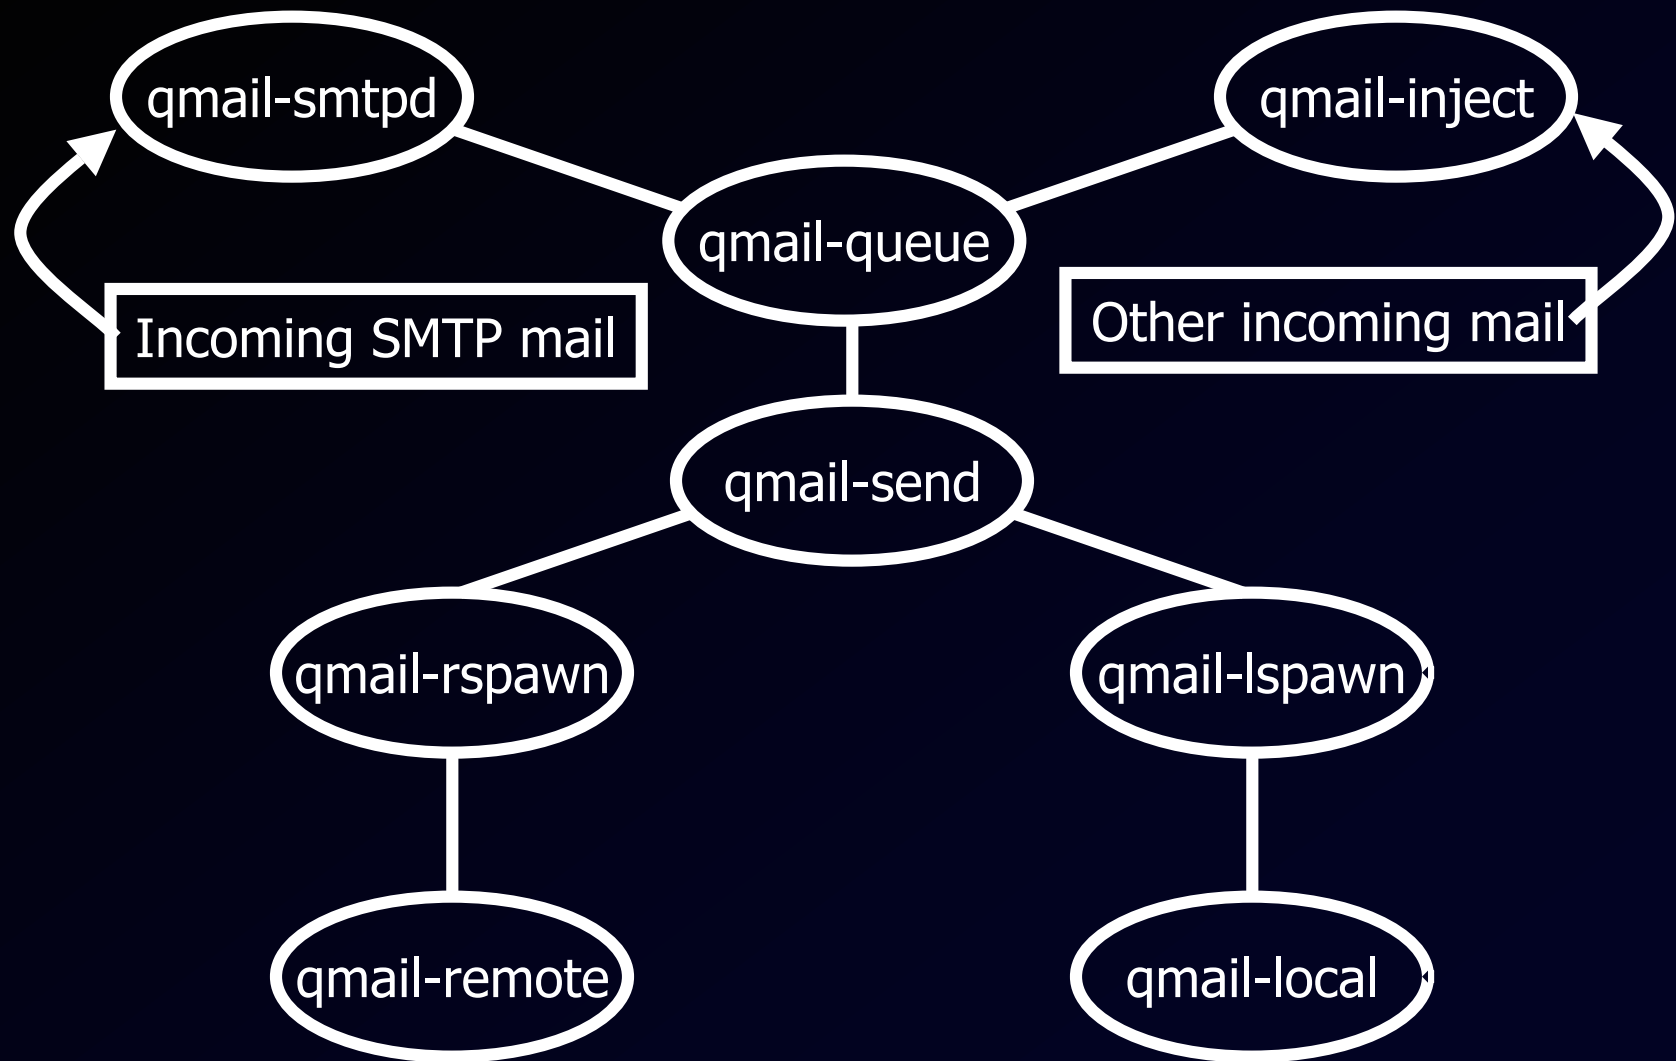 qmail-smtpd
qmail-inject
qmail-queue
Incoming SMTP mail
Other incoming mail
qmail-send
qmail-rspawn
qmail-lspawn
qmail-remote
qmail-local